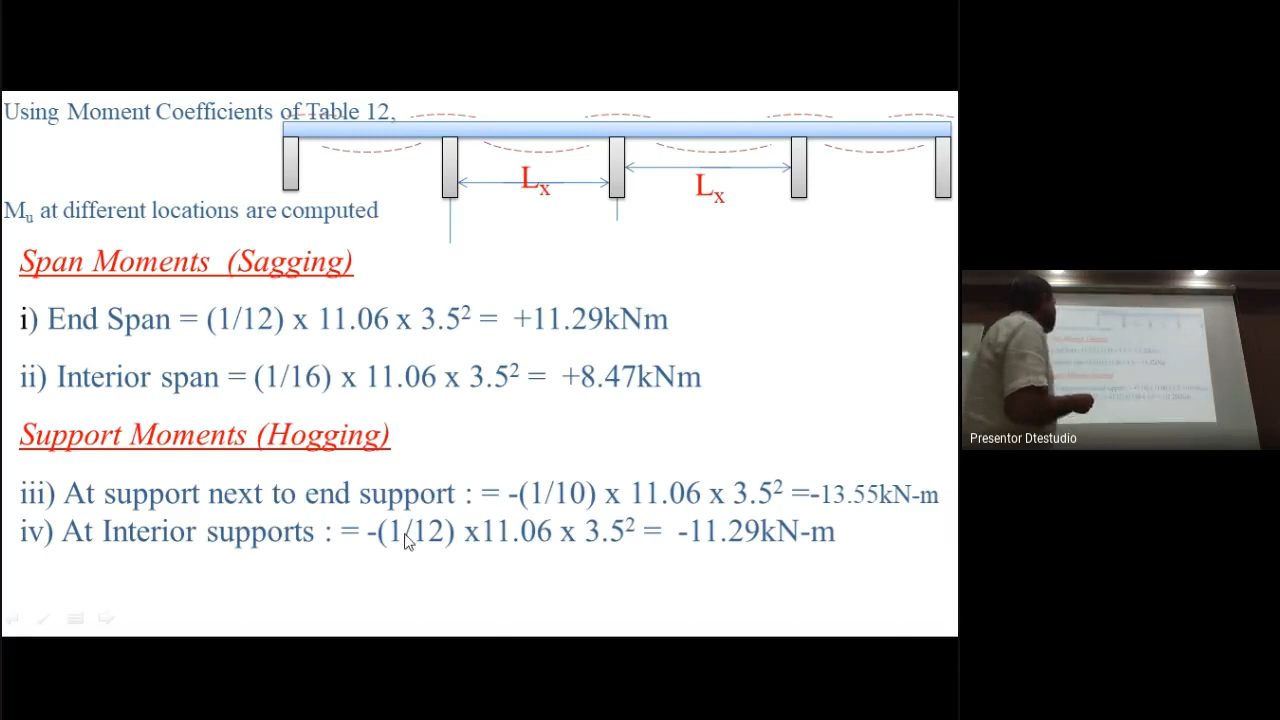 Using Moment Coefficients of Table 12,
Lx
Lx
Mu at different locations are computed
Span Moments (Sagging)
i) End Span = (1/12) x 11.06 x 3.5² = +11.29kNm
ii) Interior span = (1/16) x 11.06 x 3.5² = +8.47kNm
Support Moments (Hogging)
iii) At support next to end support : = -(1/10) x 11.06 x 3.5² =-13.55kN-m
iv) At Interior supports : = -(1/12) x11.06 x 3.5² = -11.29kN-m
Presentor Dtestudio